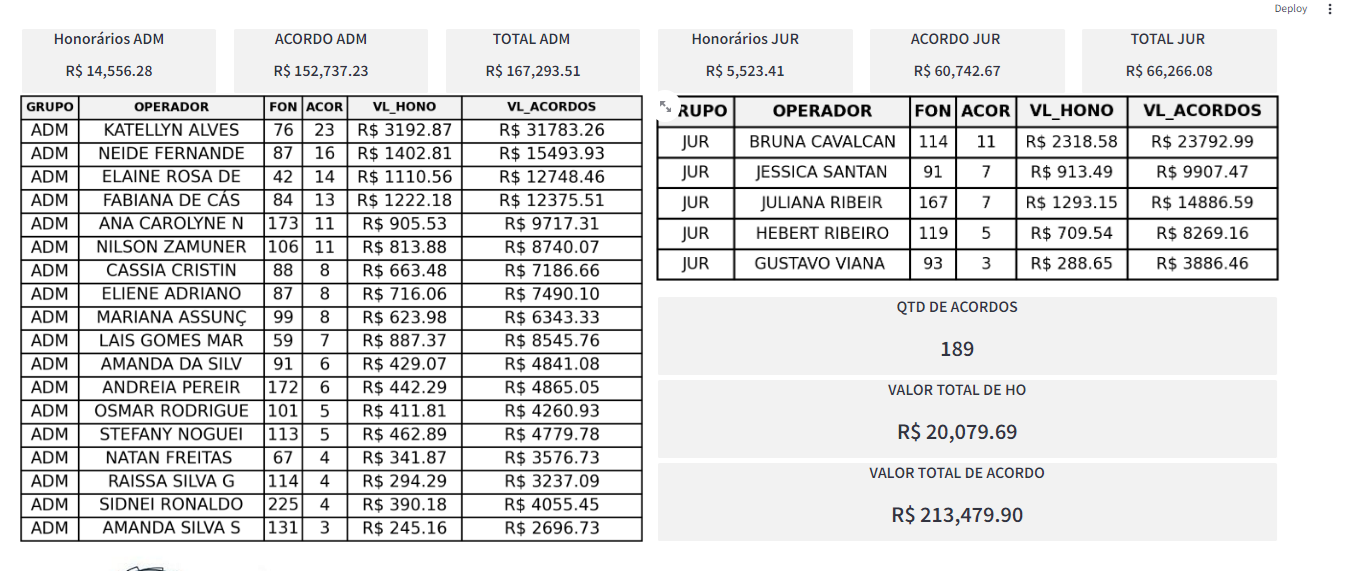 Deploy
Honorários ADM
R$ 14,556.28
ACORDO ADM
R$ 152,737.23
TOTAL ADM
R$ 167,293.51
Honorários JUR
R$ 5,523.41
ACORDO JUR
R$ 60,742.67
TOTAL JUR
R$ 66,266.08
GRUPO OPERADOR FON ACOR VL_HONO VL_ACORDOS
ADM KATELLYN ALVES 76 23 R$ 3192.87 R$ 31783.26
ADM NEIDE FERNANDE 87 16 R$ 1402.81 R$ 15493.93
ADM ELAINE ROSA DE 42 14 R$ 1110.56 R$ 12748.46
ADM FABIANA DE CÁS 84 13 R$ 1222.18 R$ 12375.51
ADM ANA CAROLYNE N 173 11 R$ 905.53 R$ 9717.31
ADM NILSON ZAMUNER 106 11 R$ 813.88 R$ 8740.07
ADM CASSIA CRISTIN 88 8 R$ 663.48 R$ 7186.66
ADM ELIENE ADRIANO 87 8 R$ 716.06 R$ 7490.10
ADM MARIANA ASSUNÇ 99 8 R$ 623.98 R$ 6343.33
ADM LAIS GOMES MAR 59 7 R$ 887.37 R$ 8545.76
ADM AMANDA DA SILV 91 6 R$ 429.07 R$ 4841.08
ADM ANDREIA PEREIR 172 6 R$ 442.29 R$ 4865.05
ADM OSMAR RODRIGUE 101 5 R$ 411.81 R$ 4260.93
ADM STEFANY NOGUEI 113 5 R$ 462.89 R$ 4779.78
ADM NATAN FREITAS 67 4 R$ 341.87 R$ 3576.73
ADM RAISSA SILVA G 114 4 R$ 294.29 R$ 3237.09
ADM SIDNEI RONALDO 225 4 R$ 390.18 R$ 4055.45
ADM AMANDA SILVA S 131 3 R$ 245.16 R$ 2696.73
RUPO OPERADOR FON ACOR VL_HONO VL_ACORDOS
JUR BRUNA CAVALCAN 114 11 R$ 2318.58 R$ 23792.99
JUR JESSICA SANTAN 91 7 R$ 913.49 R$ 9907.47
JUR JULIANA RIBEIR 167 7 R$ 1293.15 R$ 14886.59
JUR HEBERT RIBEIRO 119 5 R$ 709.54 R$ 8269.16
JUR GUSTAVO VIANA 93 3 R$ 288.65 R$ 3886.46
QTD DE ACORDOS
189
VALOR TOTAL DE HO
R$ 20,079.69
VALOR TOTAL DE ACORDO
R$ 213,479.90